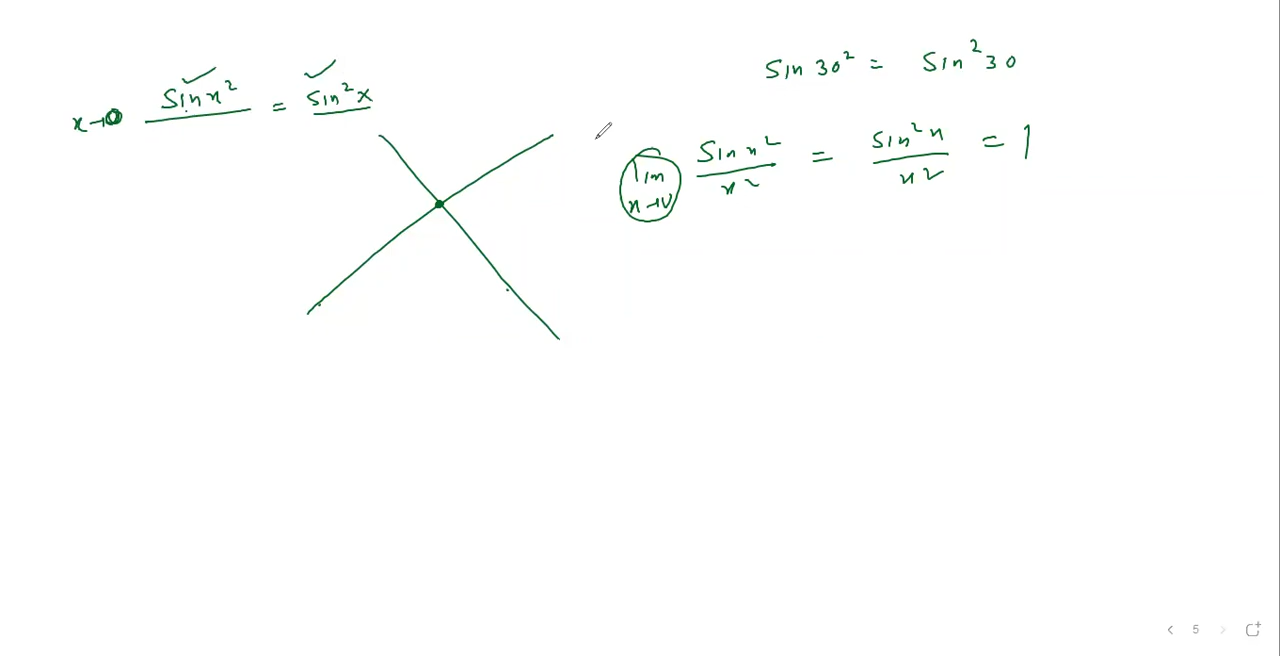 Sin 30² = Sin² 30
x→0 Sin x² = Sin² x
lim x→0 Sin x² / x² = Sin² x / x² = 1
5